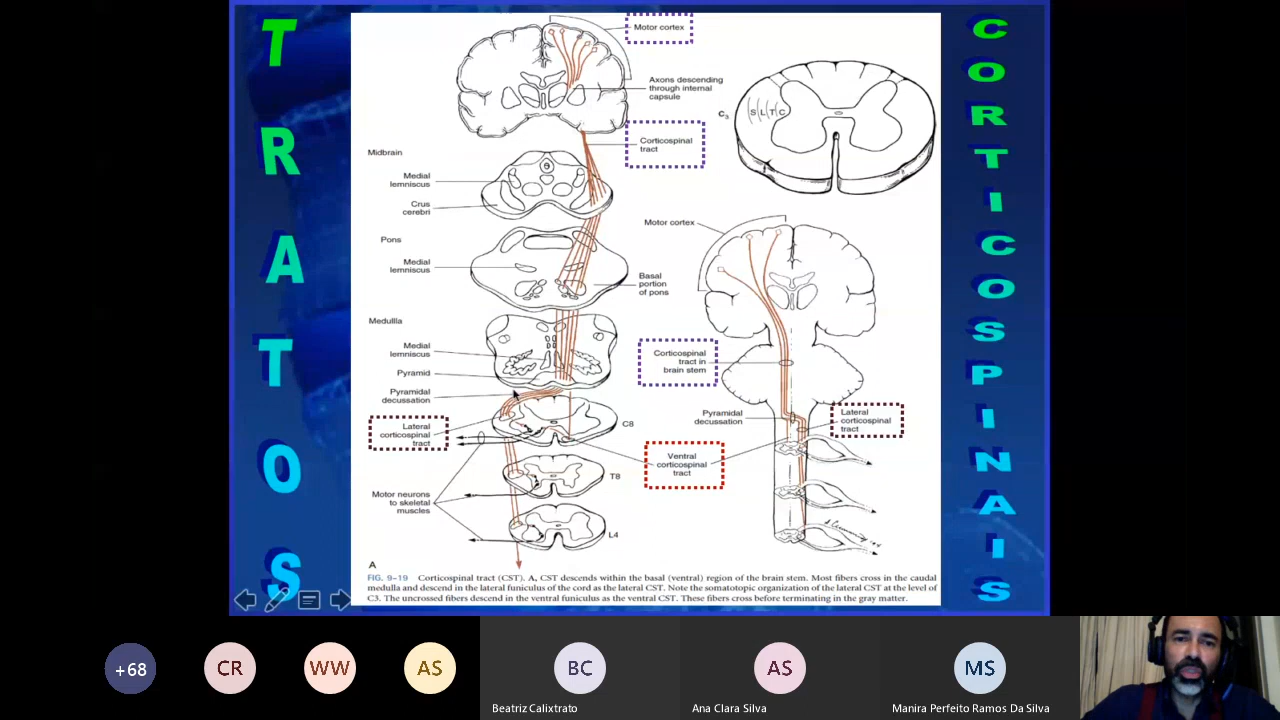 TRATOS
CORTICOSPINAIS
Motor cortex
Axons descending
through internal
capsule
Corticospinal
tract
Midbrain
Medial
lemniscus
Crus
cerebri
Pons
Medial
lemniscus
Basal
portion
of pons
Medullla
Medial
lemniscus
Pyramid
Pyramidal
decussation
Lateral
corticospinal
tract
C8
T8
Motor neurons
to skeletal
muscles
L4
Ventral
corticospinal
tract
C3
S L T C
Motor cortex
Corticospinal
tract in
brain stem
Pyramidal
decussation
Lateral
corticospinal
tract
A
FIG. 9-19 Corticospinal tract (CST). A, CST descends within the basal (ventral) region of the brain stem. Most fibers cross in the caudal
medulla and descend in the lateral funiculus of the cord as the lateral CST. Note the somatotopic organization of the lateral CST at the level of
C3. The uncrossed fibers descend in the ventral funiculus as the ventral CST. These fibers cross before terminating in the gray matter.
+68
CR
WW
AS
BC
Beatriz Calixtrato
AS
Ana Clara Silva
MS
Manira Perfeito Ramos Da Silva